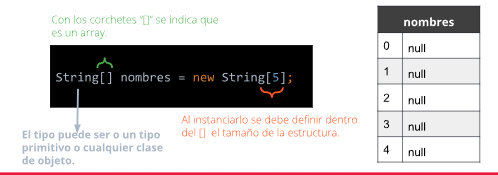 Con los corchetes "[]" se indica que
es un array.
String[] nombres = new String[5];
Al instanciarlo se debe definir dentro
del [] el tamaño de la estructura.
El tipo puede ser o un tipo
primitivo o cualquier clase
de objeto.
nombres
0 null
1 null
2 null
3 null
4 null